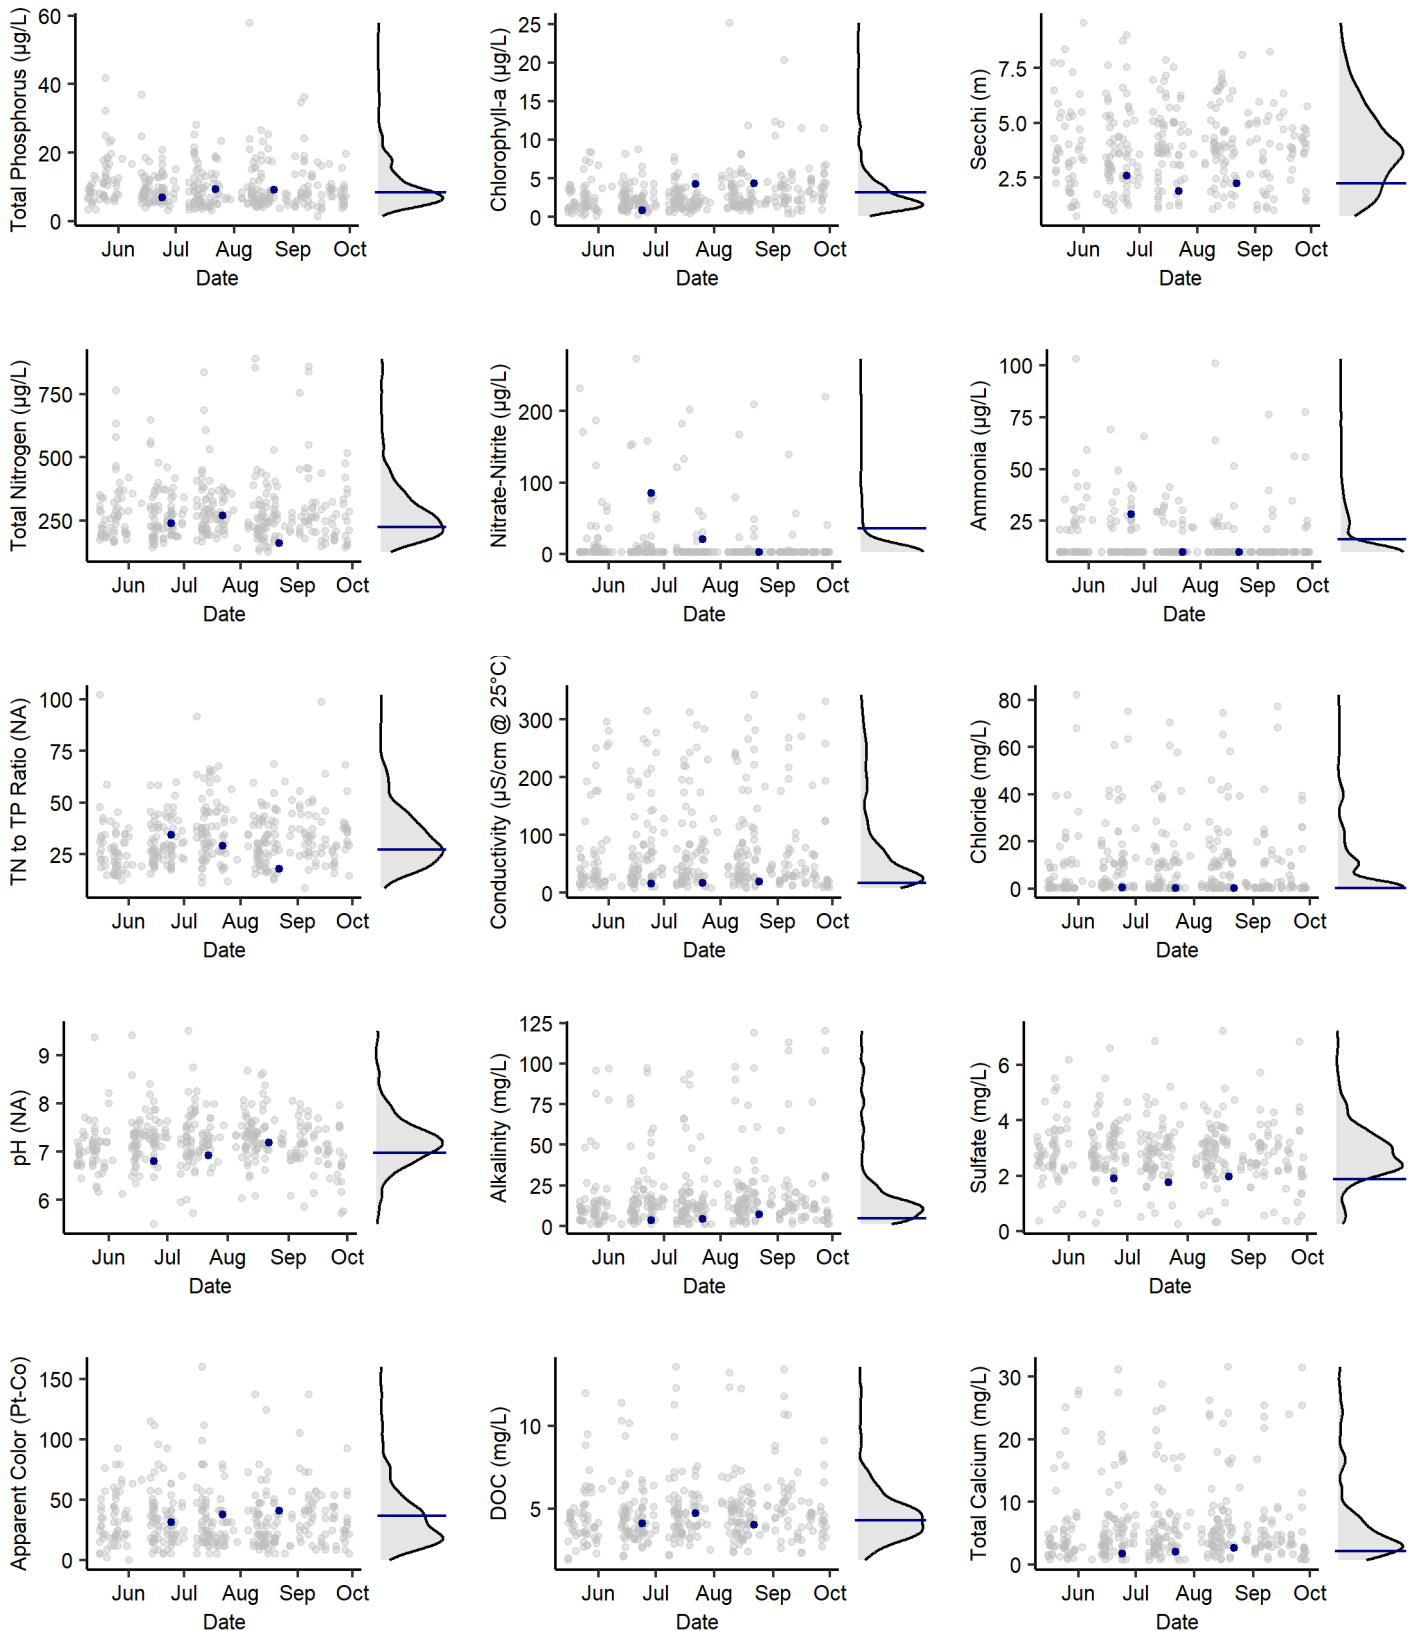 Total Phosphorus (µg/L)
60
40
20
0
Jun Jul Aug Sep Oct
Date
Chlorophyll-a (µg/L)
25
20
15
10
5
0
Jun Jul Aug Sep Oct
Date
Secchi (m)
7.5
5.0
2.5
Jun Jul Aug Sep Oct
Date
Total Nitrogen (µg/L)
750
500
250
Jun Jul Aug Sep Oct
Date
Nitrate-Nitrite (µg/L)
200
100
0
Jun Jul Aug Sep Oct
Date
Ammonia (µg/L)
100
75
50
25
Jun Jul Aug Sep Oct
Date
TN to TP Ratio (NA)
100
75
50
25
Jun Jul Aug Sep Oct
Date
Conductivity (µS/cm @ 25°C)
300
200
100
0
Jun Jul Aug Sep Oct
Date
Chloride (mg/L)
80
60
40
20
0
Jun Jul Aug Sep Oct
Date
pH (NA)
9
8
7
6
Jun Jul Aug Sep Oct
Date
Alkalinity (mg/L)
125
100
75
50
25
0
Jun Jul Aug Sep Oct
Date
Sulfate (mg/L)
6
4
2
0
Jun Jul Aug Sep Oct
Date
Apparent Color (Pt-Co)
150
100
50
0
Jun Jul Aug Sep Oct
Date
DOC (mg/L)
10
5
Jun Jul Aug Sep Oct
Date
Total Calcium (mg/L)
30
20
10
0
Jun Jul Aug Sep Oct
Date